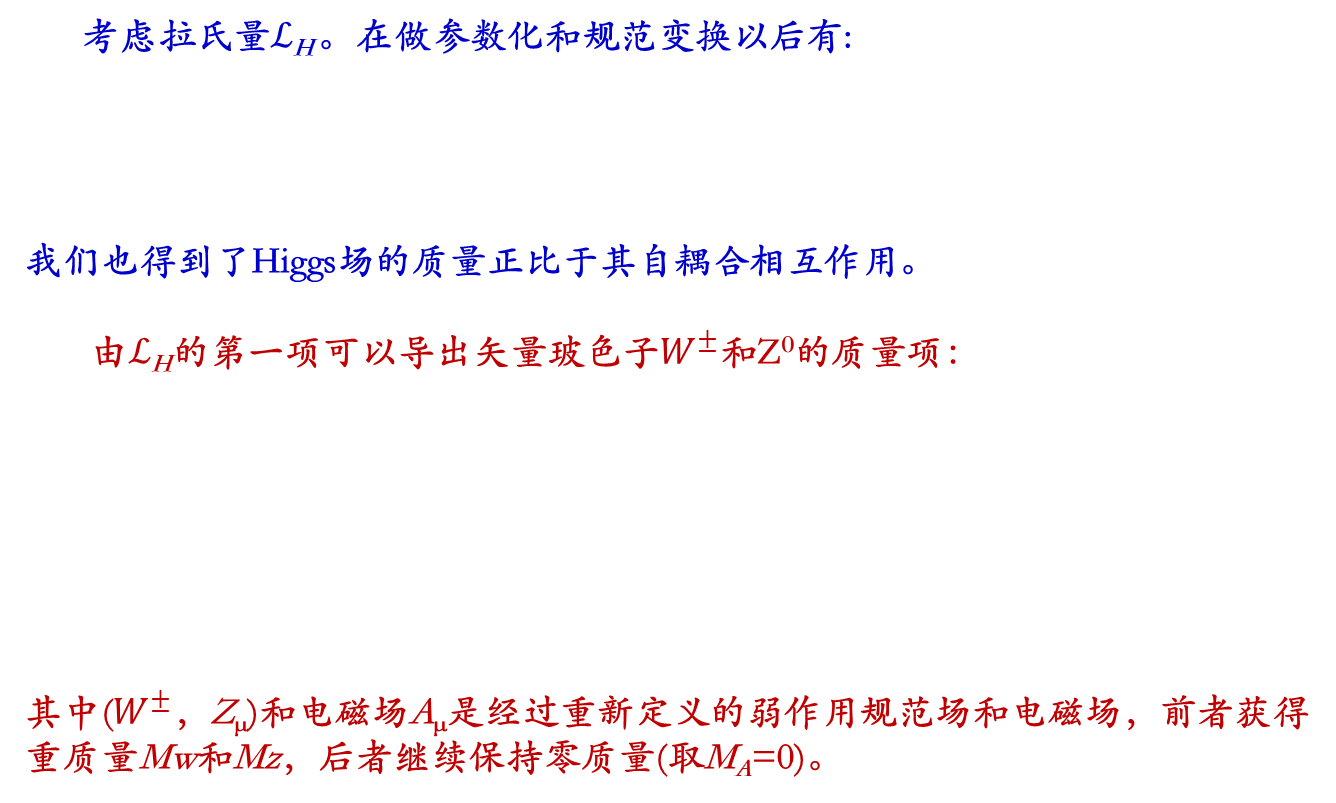 考虑拉氏量ℒH。在做参数化和规范变换以后有:
我们也得到了Higgs场的质量正比于其自耦合相互作用。
由ℒH的第一项可以导出矢量玻色子W±和Z⁰的质量项：
其中(W±，Zμ)和电磁场Aμ是经过重新定义的弱作用规范场和电磁场，前者获得
重质量Mw和Mz，后者继续保持零质量(取MA=0)。